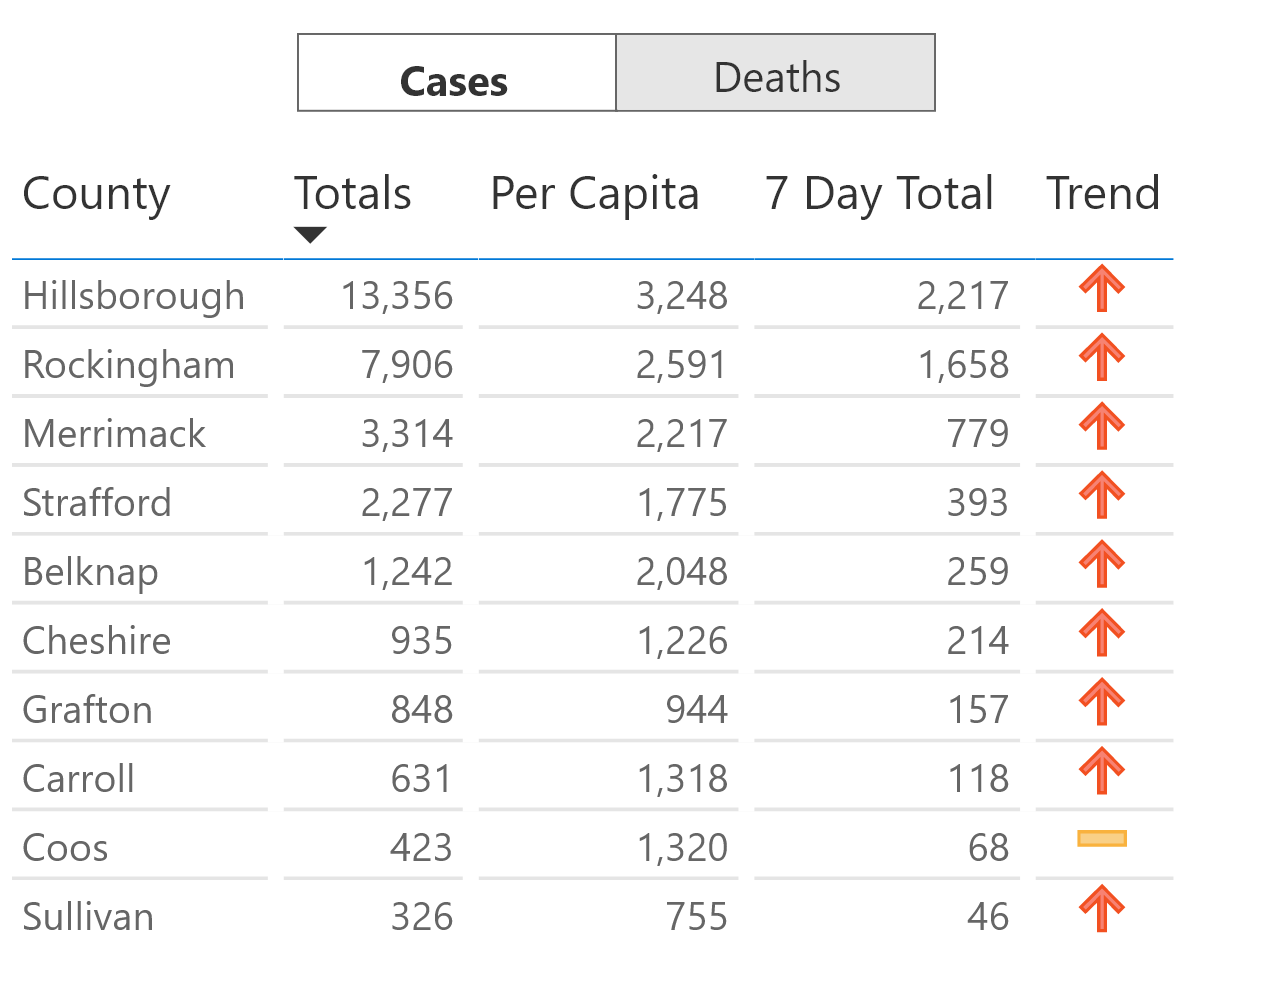 Cases Deaths
County Totals Per Capita 7 Day Total Trend
Hillsborough 13,356 3,248 2,217
Rockingham 7,906 2,591 1,658
Merrimack 3,314 2,217 779
Strafford 2,277 1,775 393
Belknap 1,242 2,048 259
Cheshire 935 1,226 214
Grafton 848 944 157
Carroll 631 1,318 118
Coos 423 1,320 68
Sullivan 326 755 46